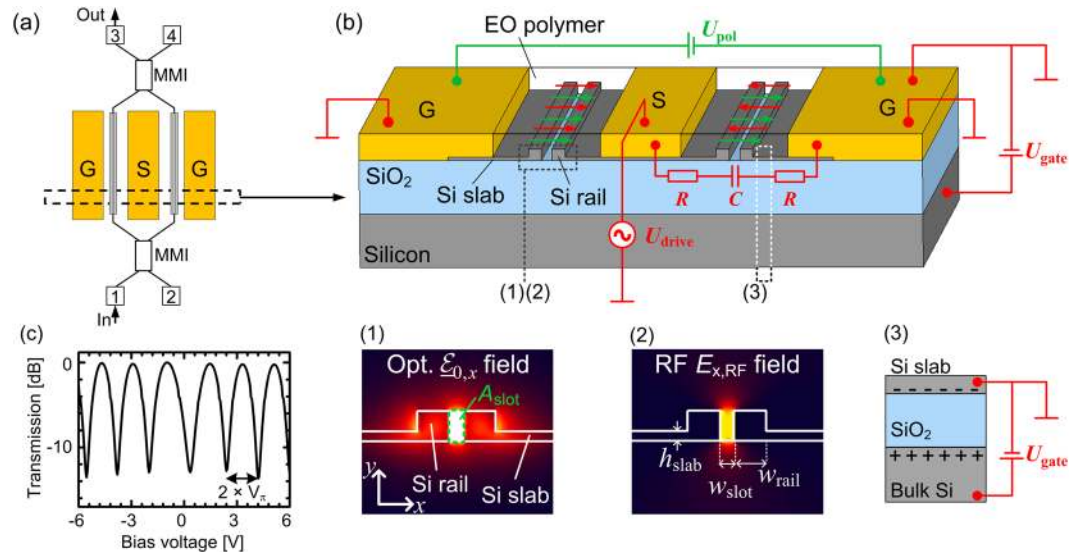 (a)
Out
3
4
MMI
G
S
G
MMI
1
2
In
(b)
EO polymer
U_pol
G
S
G
SiO₂
Si slab
Si rail
R
C
R
U_gate
Silicon
U_drive
(1)
(2)
(3)
(c)
Transmission [dB]
0
-10
2 × V_π
-6
-3
0
3
6
Bias voltage [V]
(1)
Opt. ℰ_0,x field
A_slot
Si rail
Si slab
y
x
(2)
RF E_x,RF field
h_slab
w_slot
w_rail
(3)
Si slab
- - - - - -
SiO₂
+ + + + + +
Bulk Si
U_gate